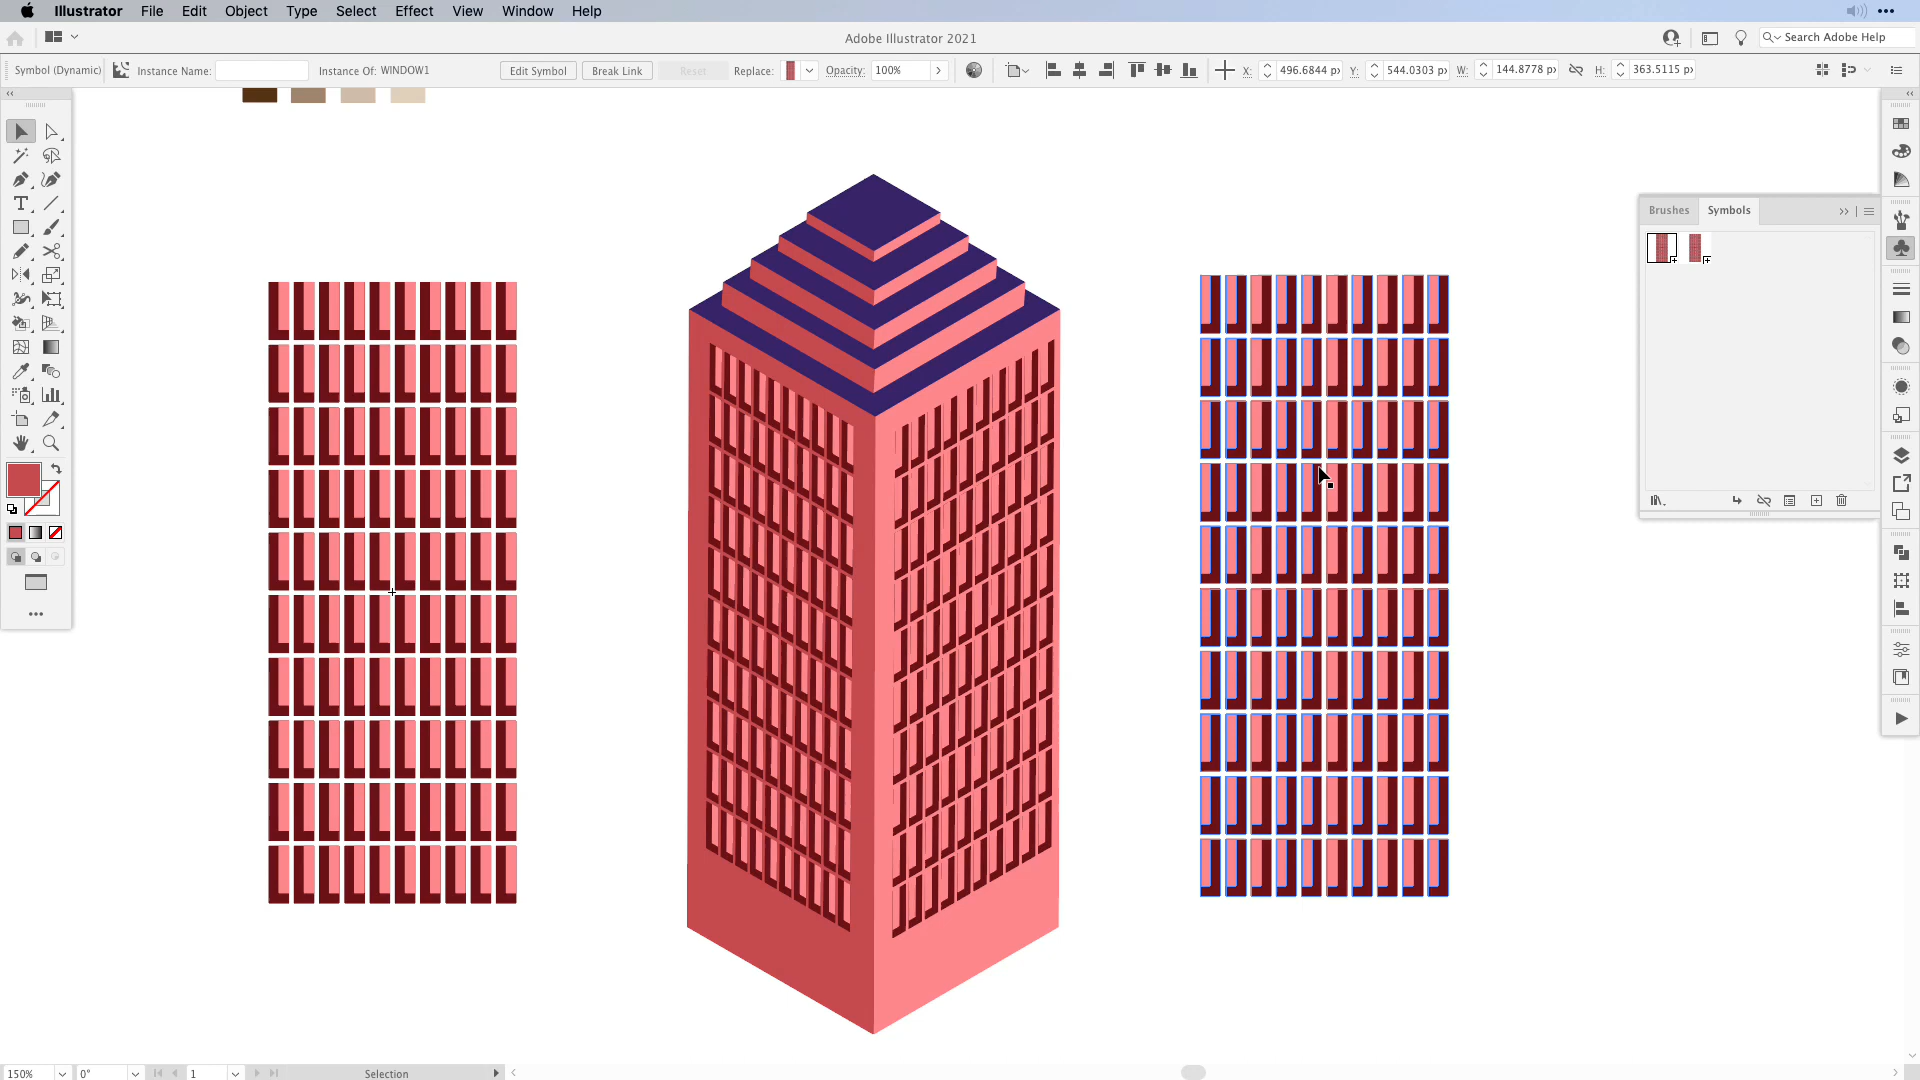 Illustrator File Edit Object Type Select Effect View Window Help
Adobe Illustrator 2021
Search Adobe Help
Symbol (Dynamic) Instance Name: Instance Of: WINDOW1 Edit Symbol Break Link Reset Replace: Opacity: 100% X: 496.6844 px Y: 544.0303 px W: 144.8778 px H: 363.5115 px
Brushes Symbols
150% 0° 1 Selection